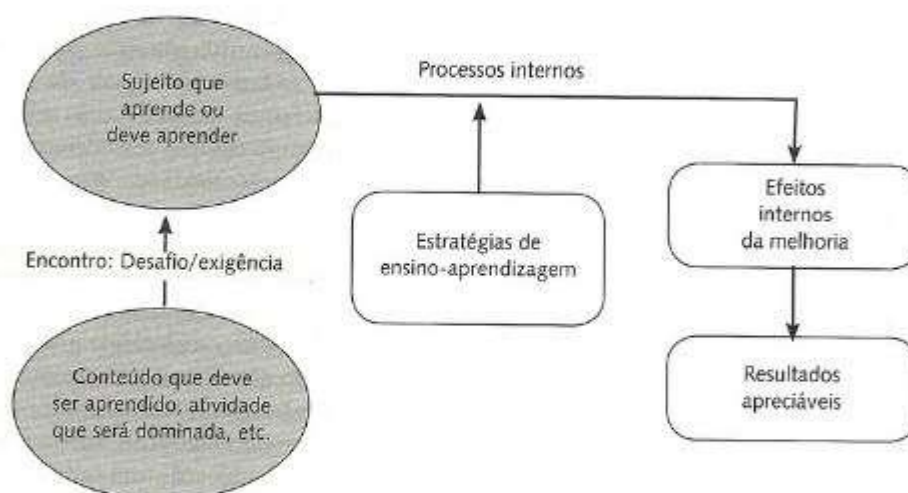 Sujeito que
aprende ou
deve aprender
Processos internos
Encontro: Desafio/exigência
Estratégias de
ensino-aprendizagem
Efeitos
internos
da melhoria
Conteúdo que deve
ser aprendido, atividade
que será dominada, etc.
Resultados
apreciáveis